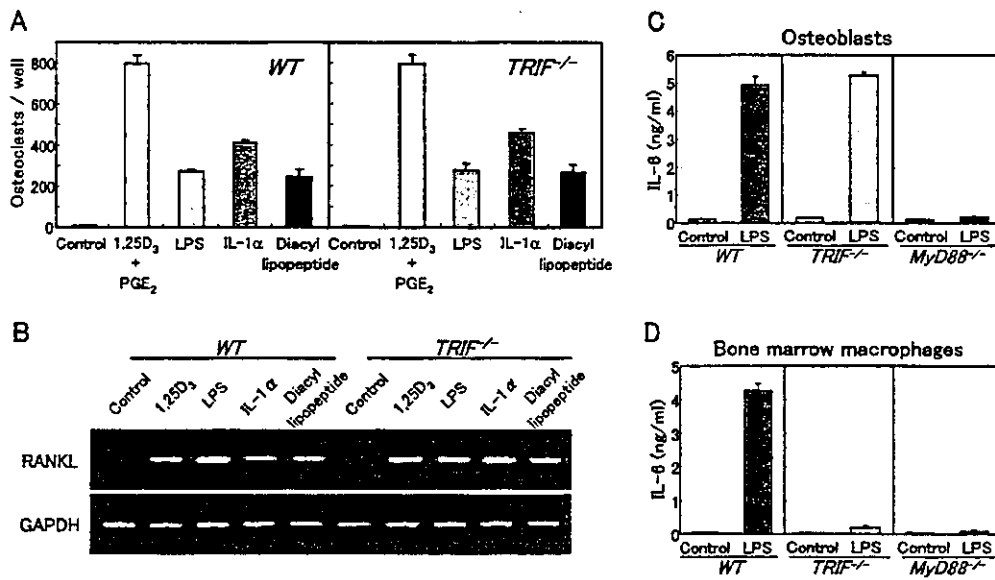 A
Osteoclasts / well
800
600
400
200
0
WT
TRIF-/-
Control 1,25D3 + PGE2 LPS IL-1α Diacyl lipopeptide
Control 1,25D3 + PGE2 LPS IL-1α Diacyl lipopeptide
B
WT
TRIF-/-
Control 1,25D3 LPS IL-1α Diacyl lipopeptide Control 1,25D3 LPS IL-1α Diacyl lipopeptide
RANKL
GAPDH
C
Osteoblasts
IL-6 (ng/ml)
6
5
4
3
2
1
0
Control LPS Control LPS Control LPS
WT TRIF-/- MyD88-/-
D
Bone marrow macrophages
IL-6 (ng/ml)
5
4
3
2
1
0
Control LPS Control LPS Control LPS
WT TRIF-/- MyD88-/-